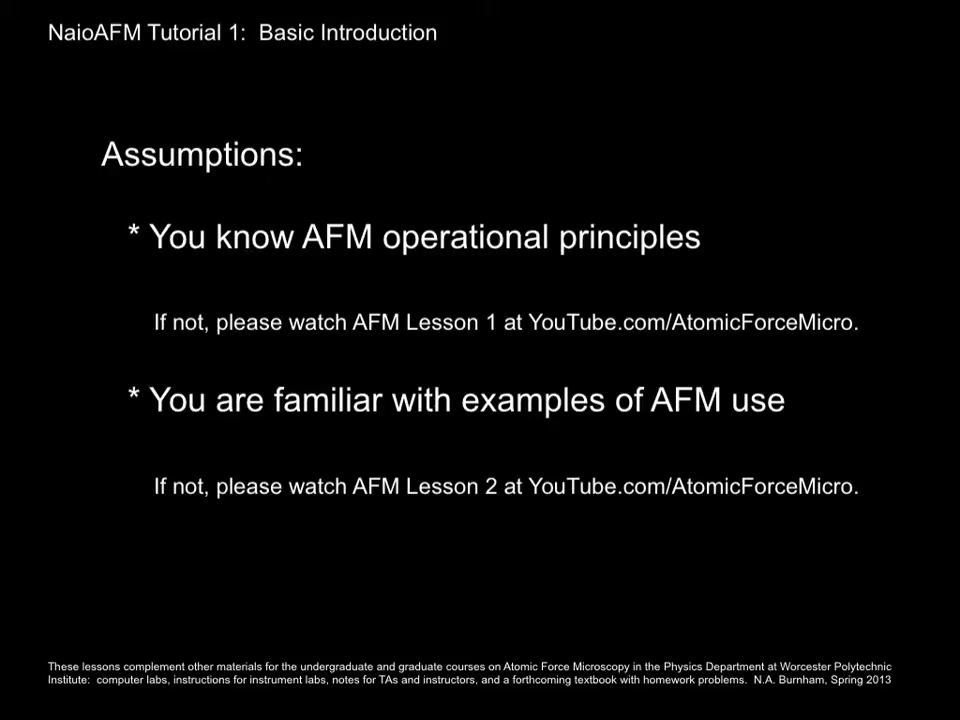 NaioAFM Tutorial 1:  Basic Introduction
Assumptions:
* You know AFM operational principles
If not, please watch AFM Lesson 1 at YouTube.com/AtomicForceMicro.
* You are familiar with examples of AFM use
If not, please watch AFM Lesson 2 at YouTube.com/AtomicForceMicro.
These lessons complement other materials for the undergraduate and graduate courses on Atomic Force Microscopy in the Physics Department at Worcester Polytechnic
Institute:  computer labs, instructions for instrument labs, notes for TAs and instructors, and a forthcoming textbook with homework problems.  N.A. Burnham, Spring 2013